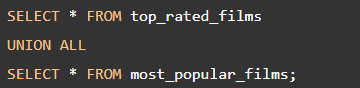 SELECT * FROM top_rated_films
UNION ALL
SELECT * FROM most_popular_films;